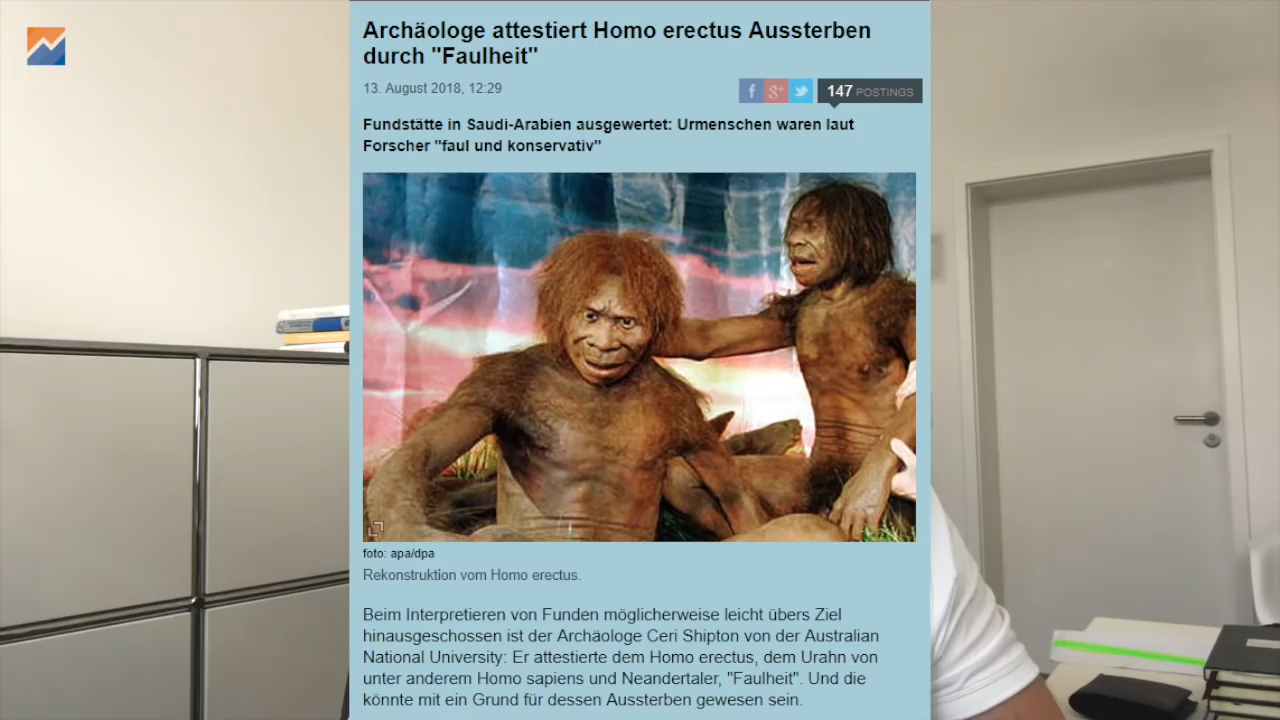 Archäologe attestiert Homo erectus Aussterben
durch "Faulheit"
13. August 2018, 12:29
f g+ 147 POSTINGS
Fundstätte in Saudi-Arabien ausgewertet: Urmenschen waren laut
Forscher "faul und konservativ"
foto: apa/dpa
Rekonstruktion vom Homo erectus.
Beim Interpretieren von Funden möglicherweise leicht übers Ziel
hinausgeschossen ist der Archäologe Ceri Shipton von der Australian
National University: Er attestierte dem Homo erectus, dem Urahn von
unter anderem Homo sapiens und Neandertaler, "Faulheit". Und die
könnte mit ein Grund für dessen Aussterben gewesen sein.